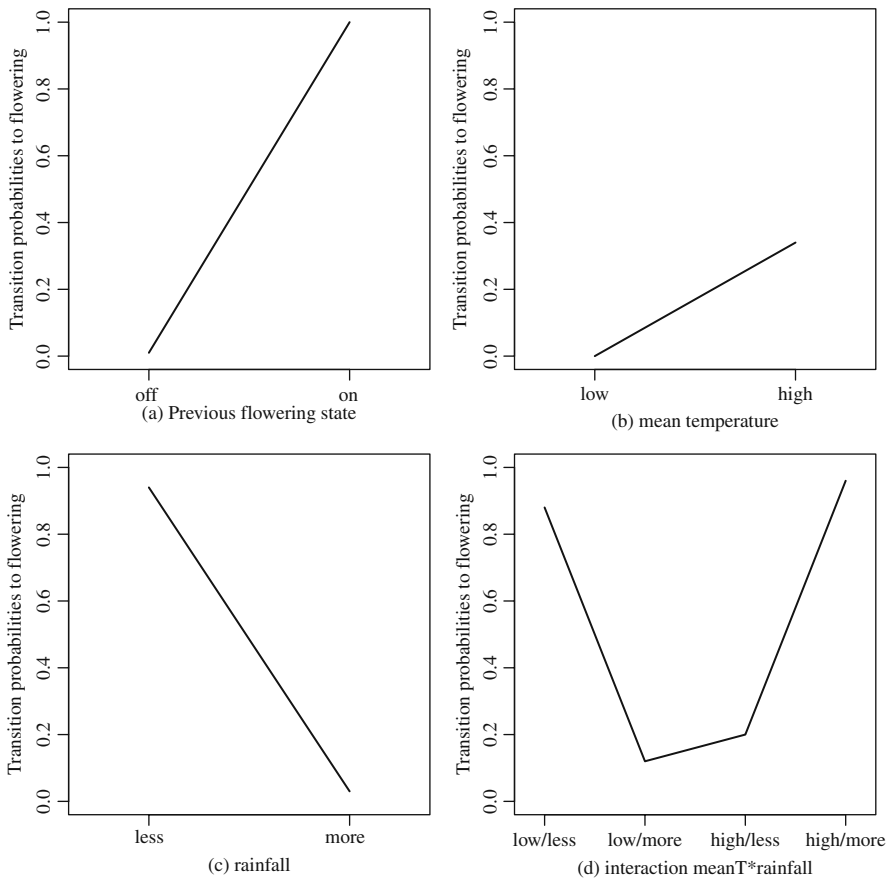 Transition probabilities to flowering
1.0
0.8
0.6
0.4
0.2
0.0
off on
(a) Previous flowering state
Transition probabilities to flowering
1.0
0.8
0.6
0.4
0.2
0.0
low high
(b) mean temperature
Transition probabilities to flowering
1.0
0.8
0.6
0.4
0.2
0.0
less more
(c) rainfall
Transition probabilities to flowering
1.0
0.8
0.6
0.4
0.2
0.0
low/less low/more high/less high/more
(d) interaction meanT*rainfall